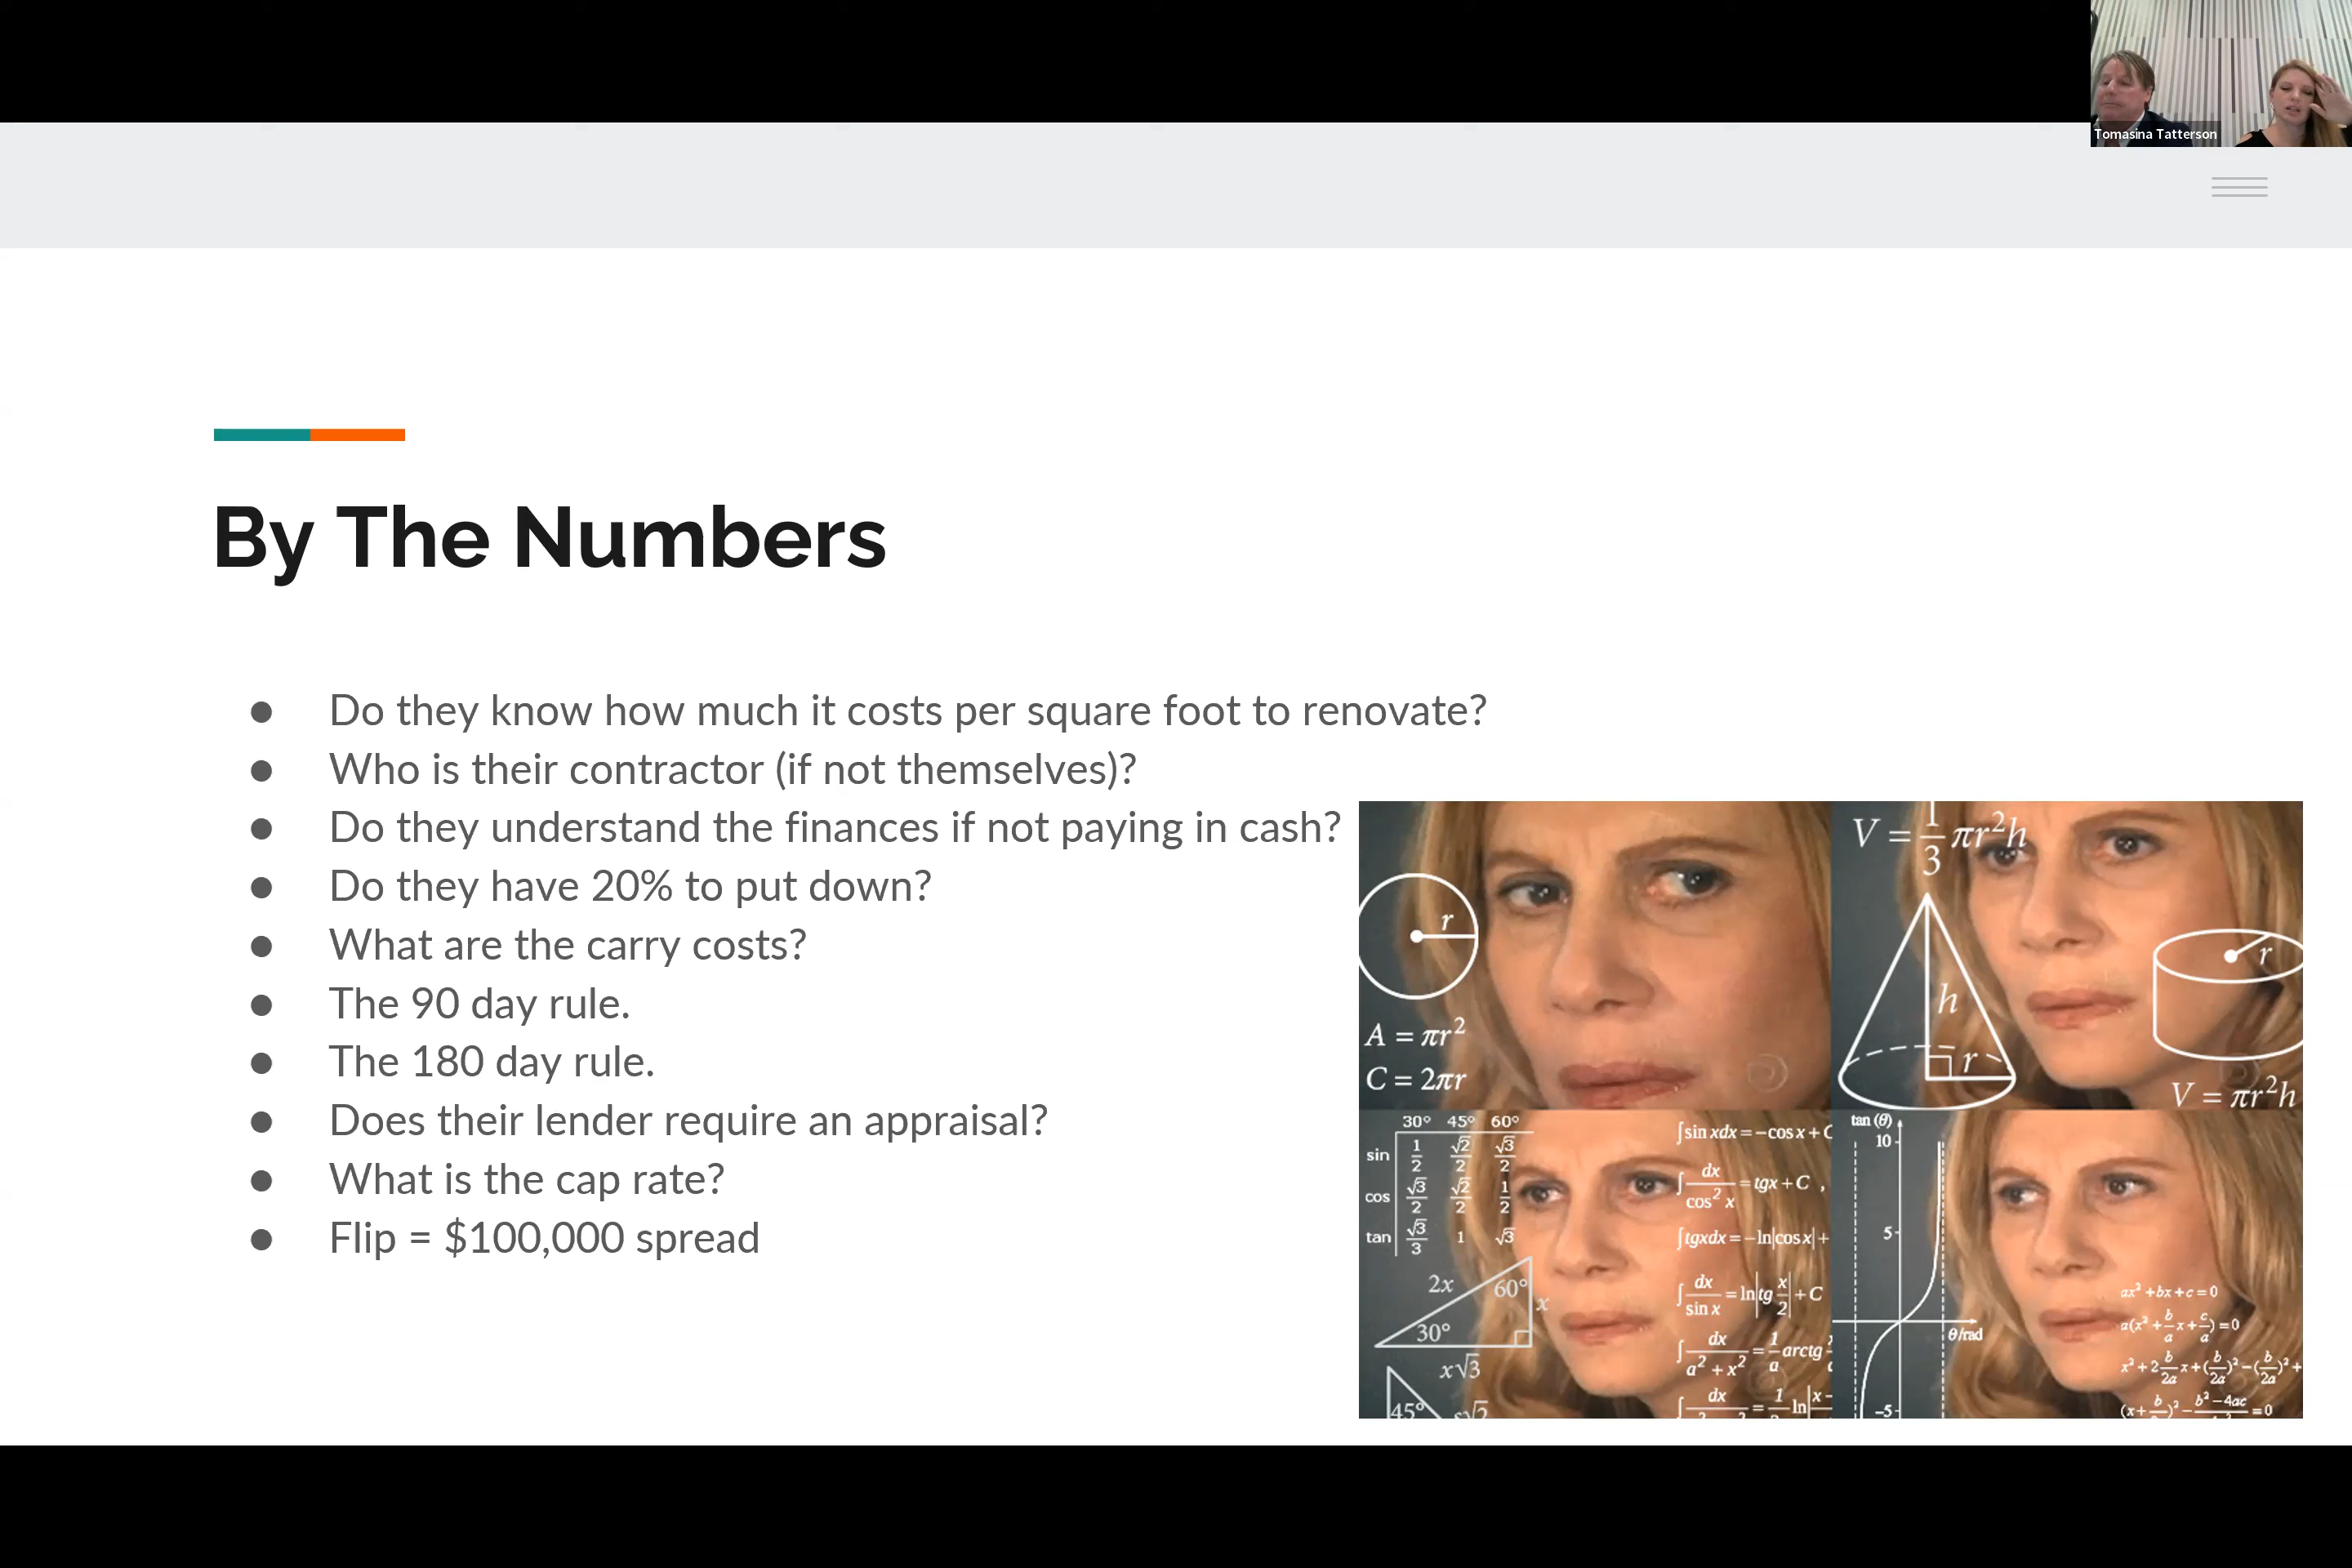 Tomasina Tatterson
By The Numbers
● Do they know how much it costs per square foot to renovate?
● Who is their contractor (if not themselves)?
● Do they understand the finances if not paying in cash?
● Do they have 20% to put down?
● What are the carry costs?
● The 90 day rule.
● The 180 day rule.
● Does their lender require an appraisal?
● What is the cap rate?
● Flip = $100,000 spread
r
A = πr²
C = 2πr
V = 1/3 πr²h
h
r
r
V = πr²h
30° 45° 60°
sin 1/2 √2/2 √3/2
cos √3/2 √2/2 1/2
tan √3/3 1 √3
2x 60° x
30°
x√3
45°
∫sin xdx = −cos x + C
∫dx/cos² x = tgx + C ,
∫tgxdx = −ln|cos x| +
∫dx/sin x = ln|tg x/2| + C
∫dx/a² + x² = 1/a arctg
dx = 1 ln|x −
tan (θ)
10
5
θ/rad
−5
ax² + bx + c = 0
a(x² + b/a x + c/a) = 0
x² + 2 b/2a x + (b/2a)² − (b/2a)² +
(x + b )² − b² − 4ac = 0